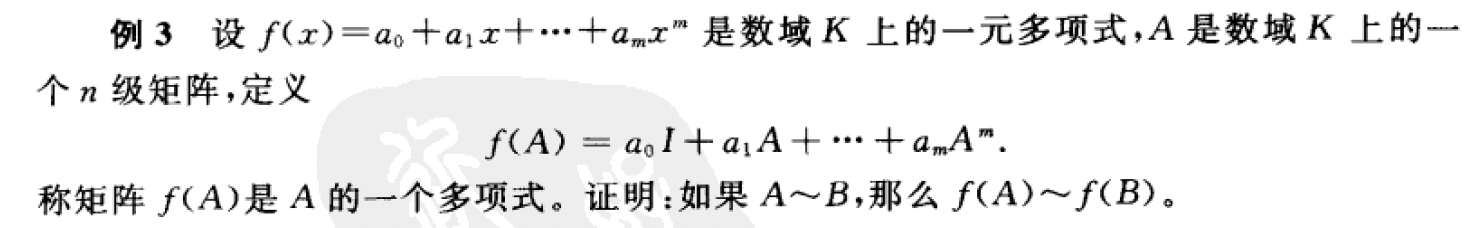 例 3 设 f(x)=a₀+a₁x+⋯+aₘxᵐ 是数域 K 上的一元多项式,A 是数域 K 上的一
个 n 级矩阵,定义
f(A) = a₀I+a₁A+⋯+aₘAᵐ.
称矩阵 f(A)是 A 的一个多项式。证明:如果 A~B,那么 f(A)~f(B)。